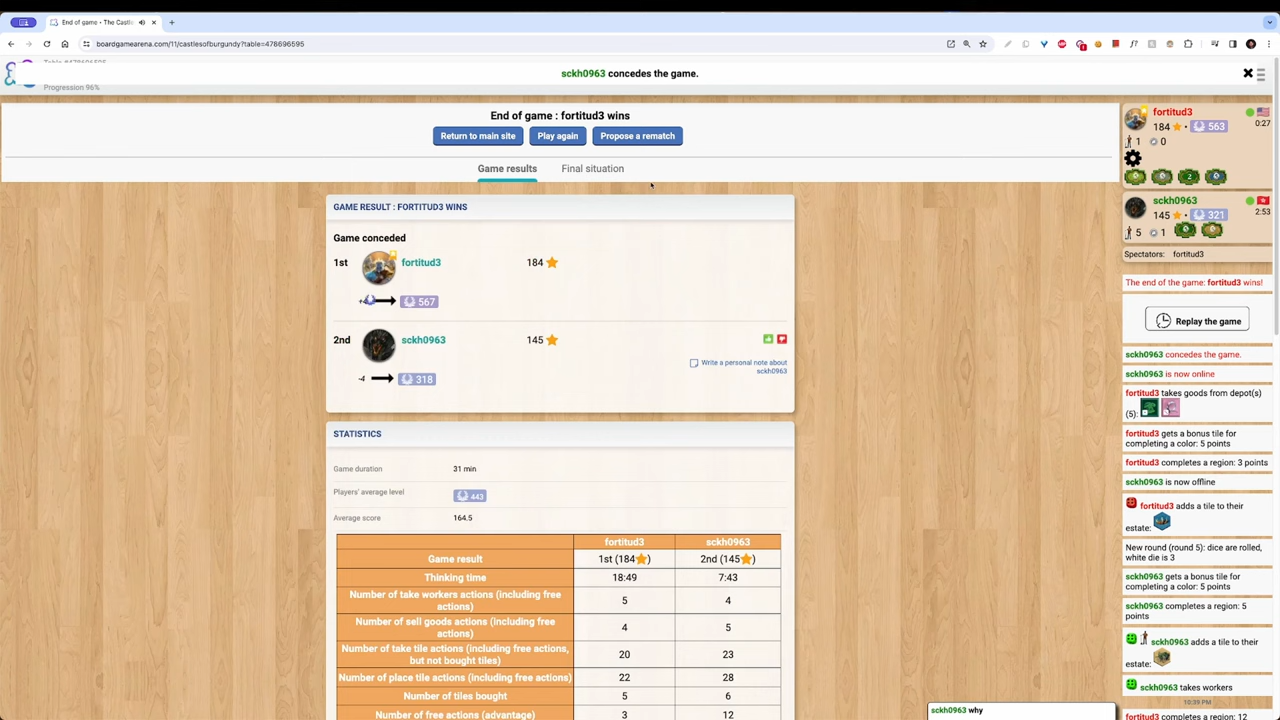 End of game • The Castl
boardgamearena.com/11/castlesofburgundy?table=478696595
sckh0963 concedes the game.
Progression 96%
End of game : fortitud3 wins
Return to main site
Play again
Propose a rematch
Game results
Final situation
GAME RESULT : FORTITUD3 WINS
Game conceded
1st
fortitud3
184
567
2nd
sckh0963
145
Write a personal note about
sckh0963
-4
318
STATISTICS
Game duration
31 min
Players' average level
443
Average score
164.5
fortitud3
sckh0963
Game result
1st (184)
2nd (145)
Thinking time
18:49
7:43
Number of take workers actions (including free
actions)
5
4
Number of sell goods actions (including free
actions)
4
5
Number of take tile actions (including free actions,
but not bought tiles)
20
23
Number of place tile actions (including free actions)
22
28
Number of tiles bought
5
6
Number of free actions (advantage)
3
12
fortitud3
184 • 563
0:27
1 0
sckh0963
145 • 321
2:53
5 1
Spectators: fortitud3
The end of the game: fortitud3 wins!
Replay the game
sckh0963 concedes the game.
sckh0963 is now online
fortitud3 takes goods from depot(s)
(5):
fortitud3 gets a bonus tile for
completing a color: 5 points
fortitud3 completes a region: 3 points
sckh0963 is now offline
fortitud3 adds a tile to their
estate:
New round (round 5): dice are rolled,
white die is 3
sckh0963 gets a bonus tile for
completing a color: 5 points
sckh0963 completes a region: 5
points
sckh0963 adds a tile to their
estate:
sckh0963 takes workers
10:39 PM
fortitud3 completes a region: 12
sckh0963 why